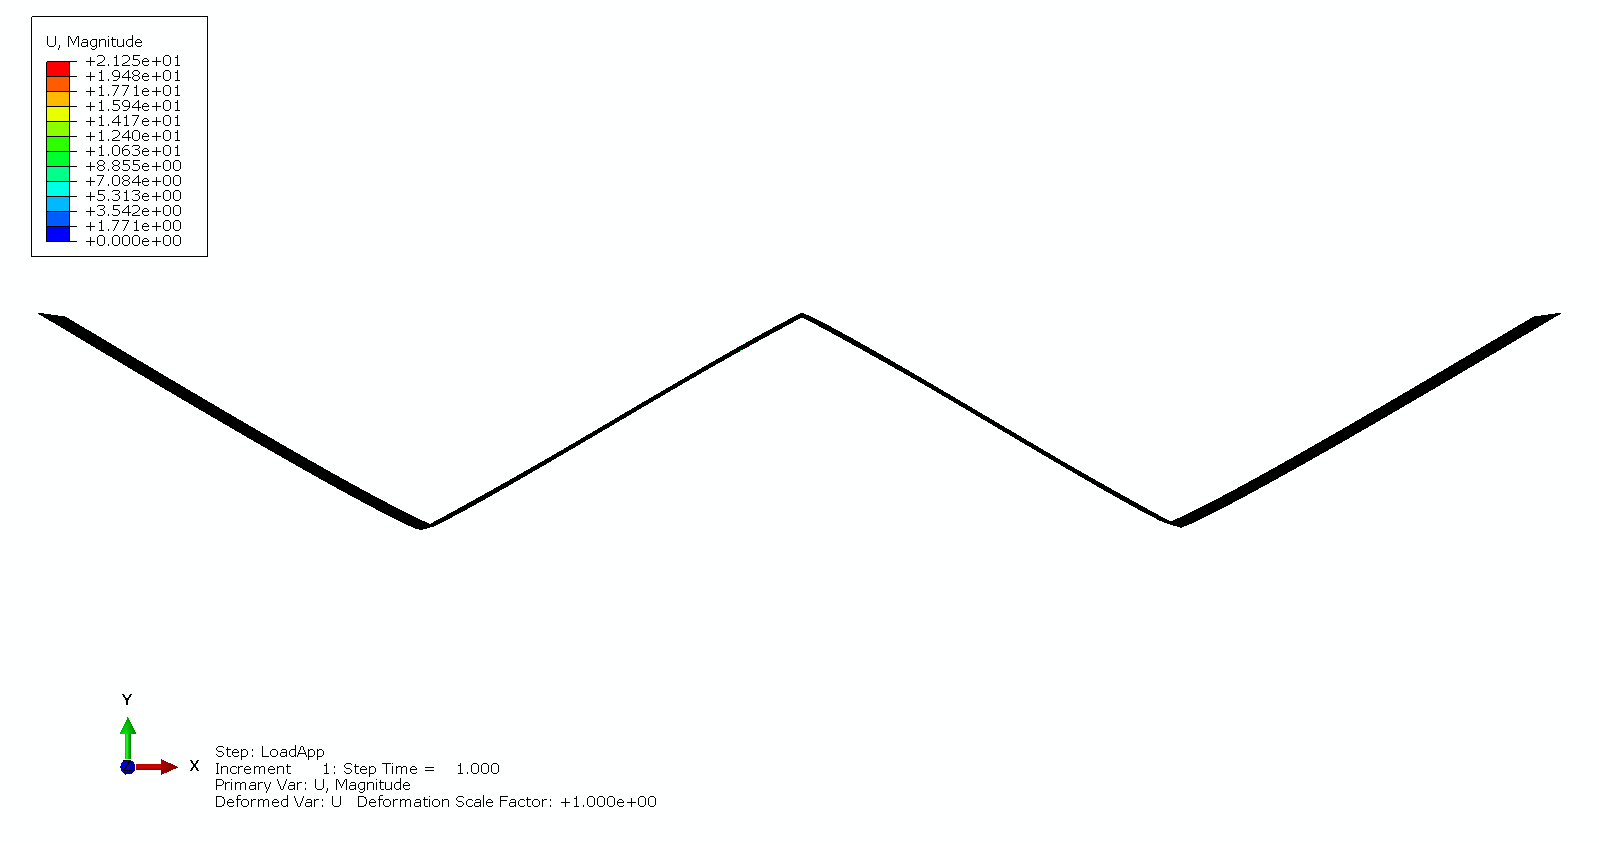 U, Magnitude
+2.125e+01
+1.948e+01
+1.771e+01
+1.594e+01
+1.417e+01
+1.240e+01
+1.063e+01
+8.855e+00
+7.084e+00
+5.313e+00
+3.542e+00
+1.771e+00
+0.000e+00
Y
X
Step: LoadApp
Increment 1: Step Time = 1.000
Primary Var: U, Magnitude
Deformed Var: U Deformation Scale Factor: +1.000e+00